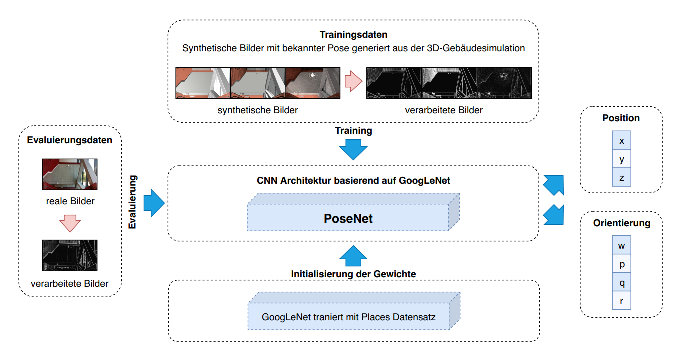 Trainingsdaten
Synthetische Bilder mit bekannter Pose generiert aus der 3D-Gebäudesimulation
synthetische Bilder
verarbeitete Bilder
Training
Evaluierungsdaten
reale Bilder
verarbeitete Bilder
Evaluierung
CNN Architektur basierend auf GoogLeNet
PoseNet
Initialisierung der Gewichte
GoogLeNet traniert mit Places Datensatz
Position
x
y
z
Orientierung
w
p
q
r